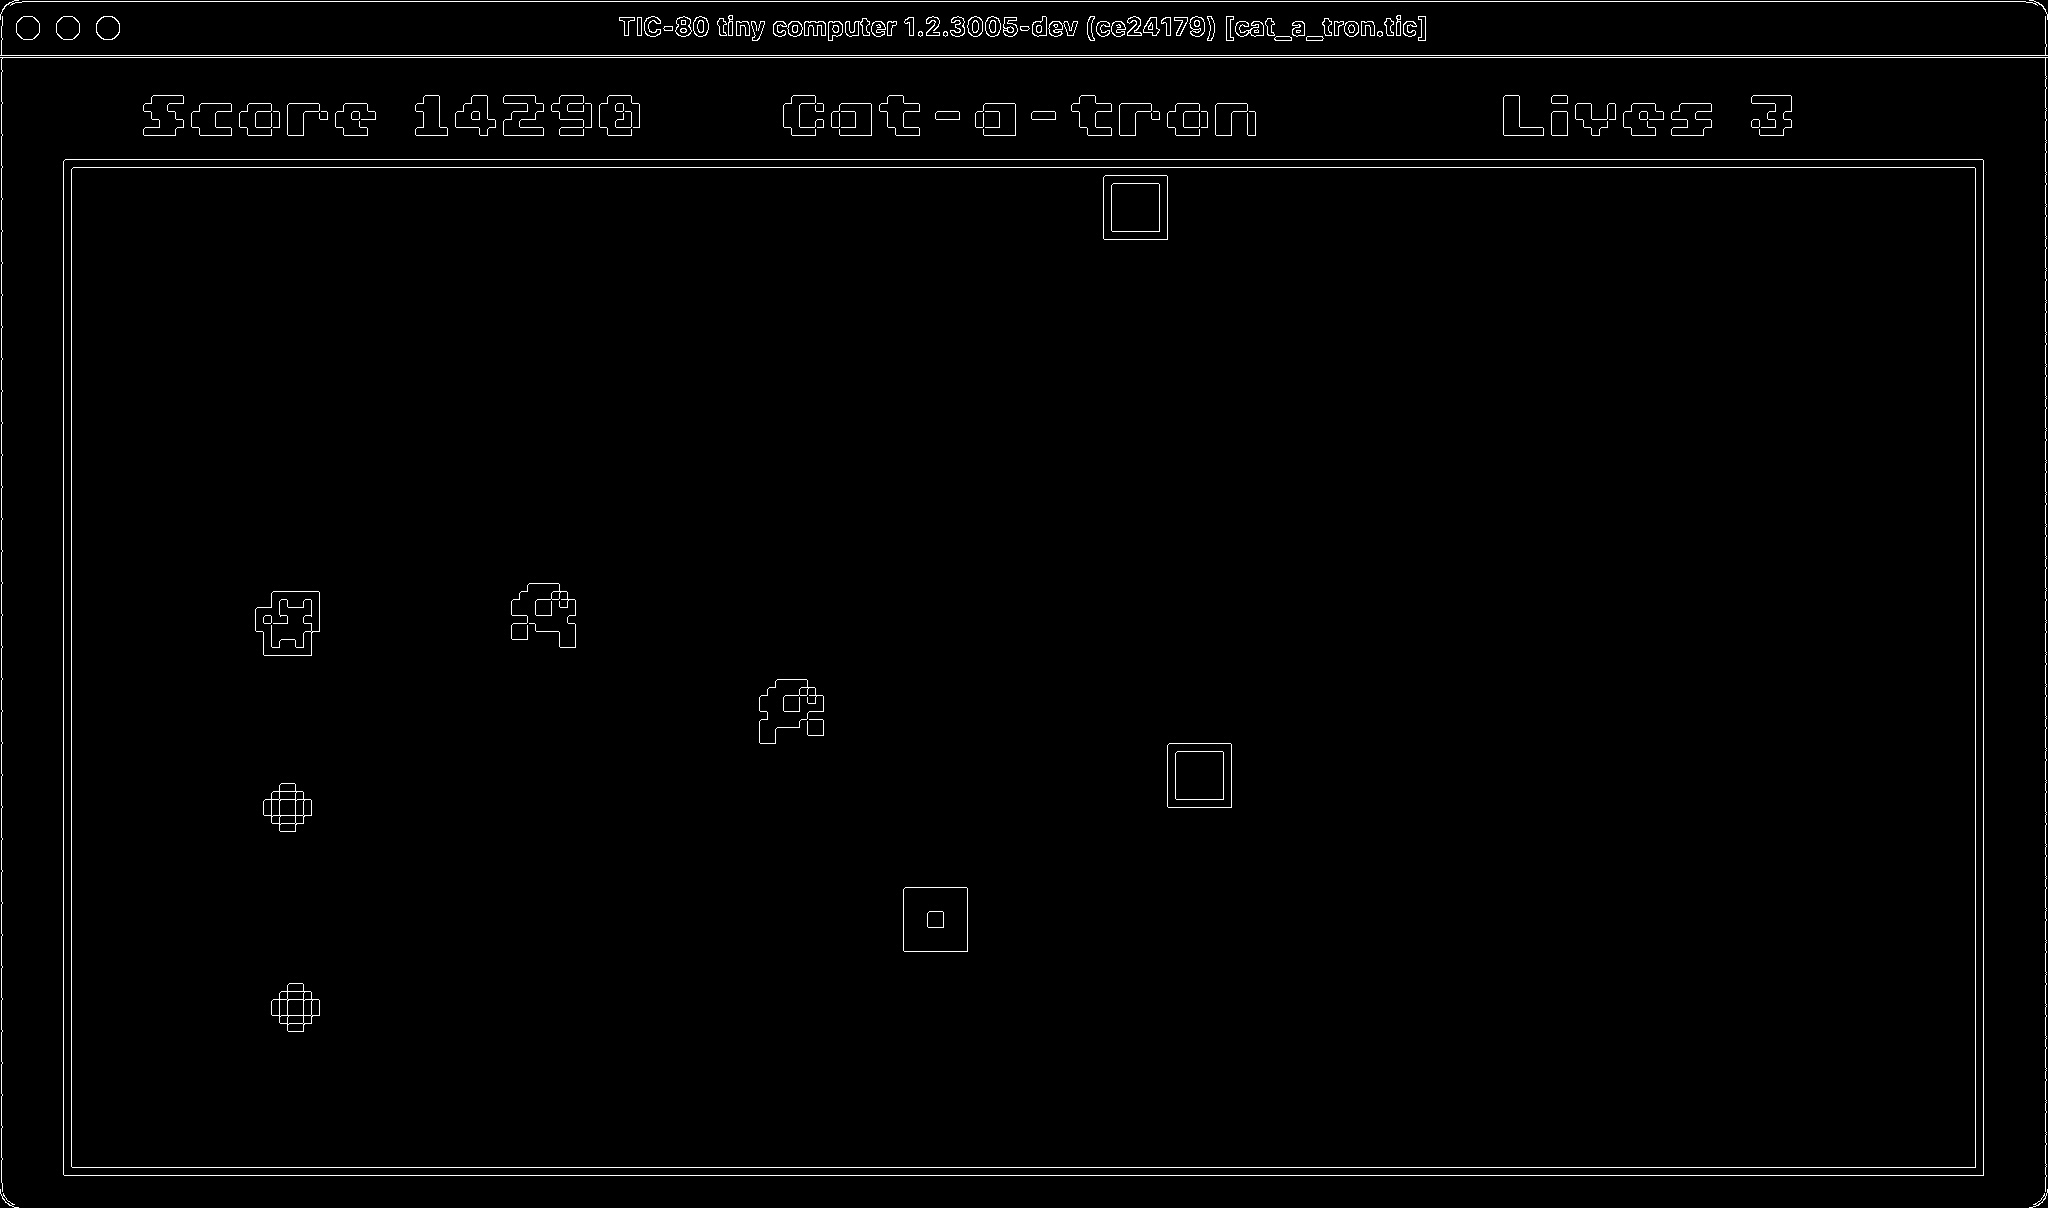 TIC-80 tiny computer 1.2.3005-dev (ce24179) [cat_a_tron.tic]
Score 14290 Cat-a-tron Lives 3